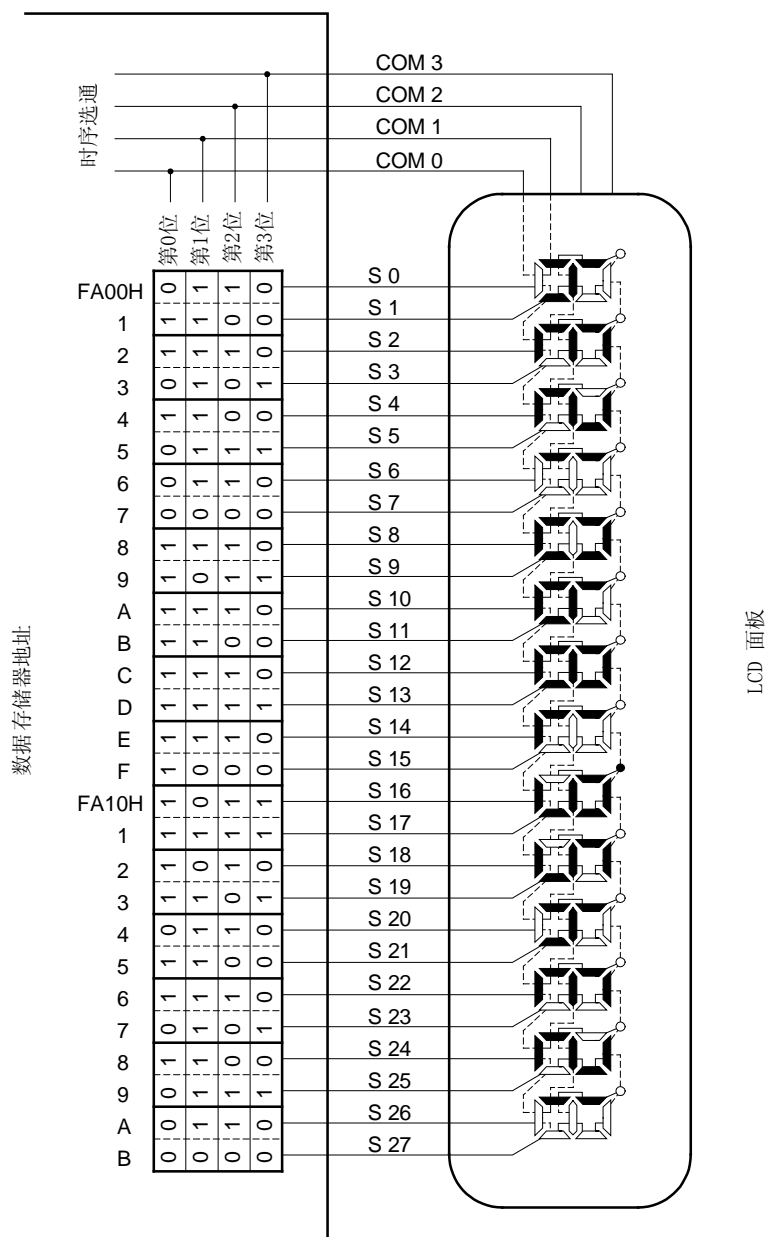 COM 3
COM 2
COM 1
COM 0
时序选通
第0位 第1位 第2位 第3位
FA00H 0 1 1 0 S 0
1 1 1 0 0 S 1
2 1 1 1 0 S 2
3 0 1 0 1 S 3
4 1 1 0 0 S 4
5 0 1 1 1 S 5
6 0 1 1 0 S 6
7 0 0 0 0 S 7
8 1 1 1 0 S 8
9 1 0 1 1 S 9
A 1 1 1 0 S 10
B 1 1 0 0 S 11
C 1 1 1 0 S 12
D 1 1 1 1 S 13
E 1 1 1 0 S 14
F 1 0 0 0 S 15
FA10H 1 0 1 1 S 16
1 1 1 1 1 S 17
2 1 0 1 0 S 18
3 1 1 0 1 S 19
4 0 1 1 0 S 20
5 1 1 0 0 S 21
6 1 1 1 0 S 22
7 0 1 0 1 S 23
8 1 1 0 0 S 24
9 0 1 1 1 S 25
A 0 1 1 0 S 26
B 0 0 0 0 S 27
数据存储器地址
LCD 面板